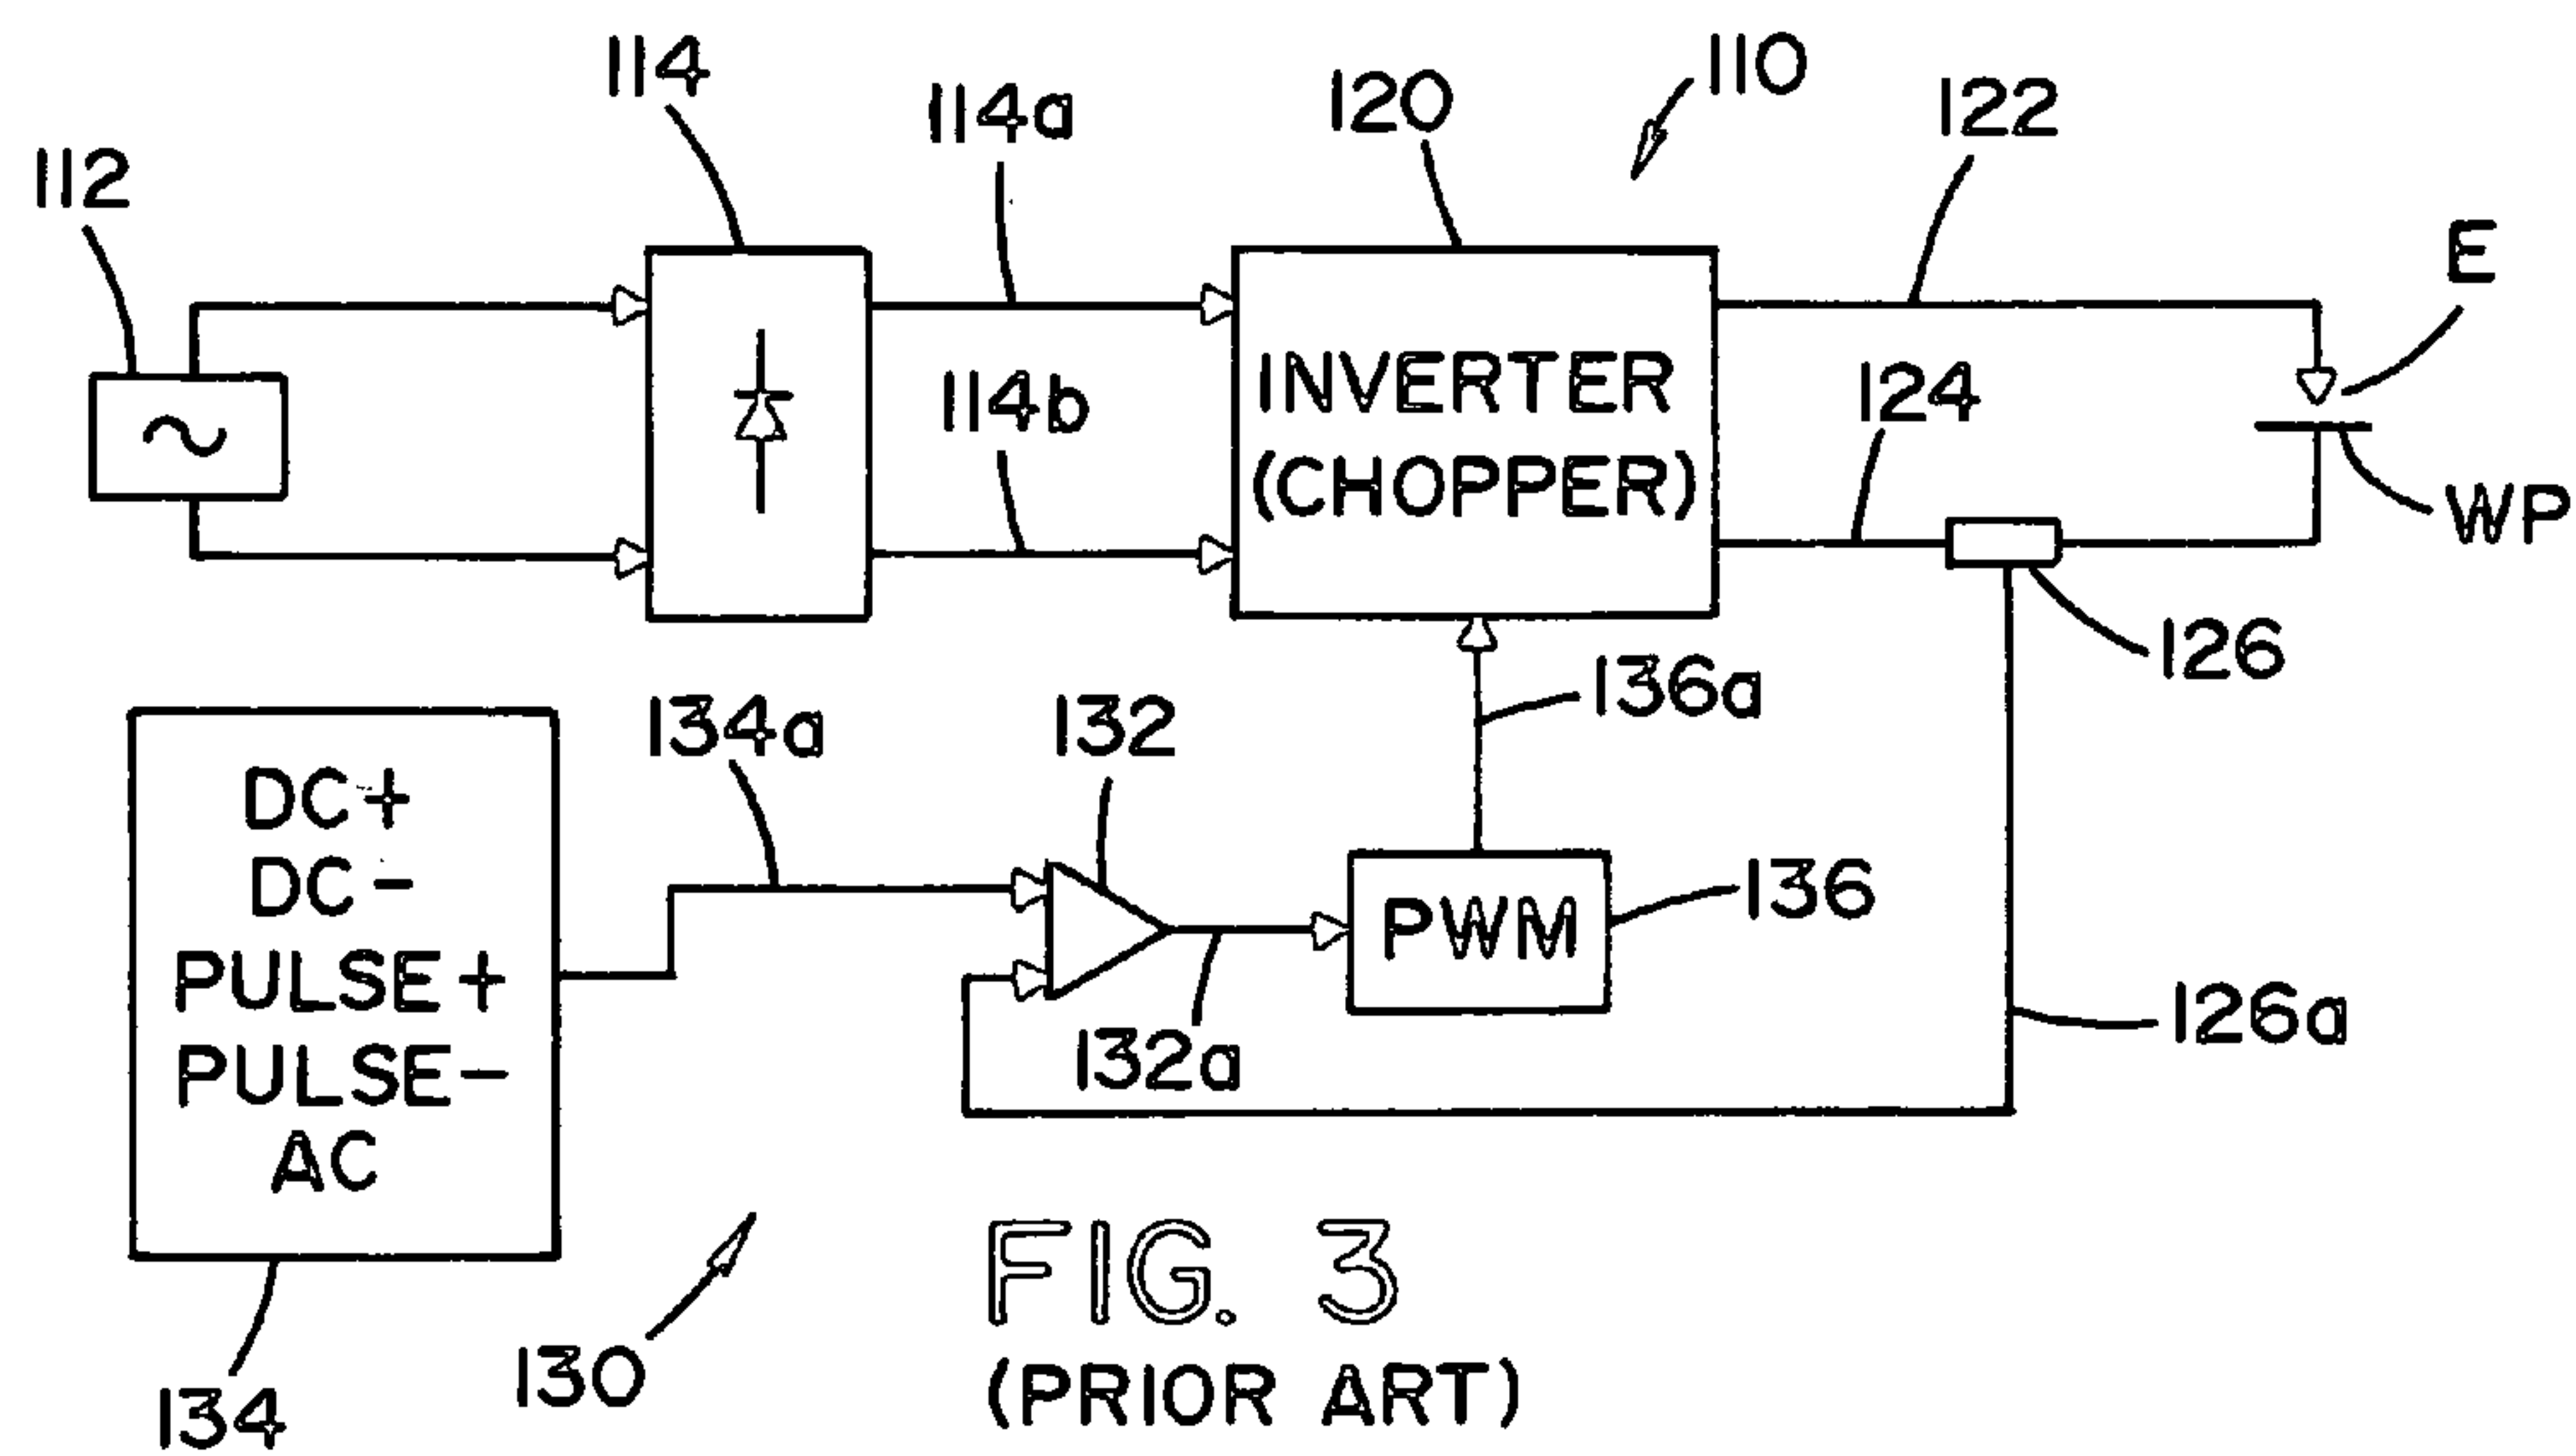 110
114
114a
120
122
112
E
INVERTER
(CHOPPER)
114b
124
WP
126
136a
134a
132
DC+
DC-
PULSE+
PULSE-
AC
PWM
136
126a
132a
FIG. 3
(PRIOR ART)
130
134